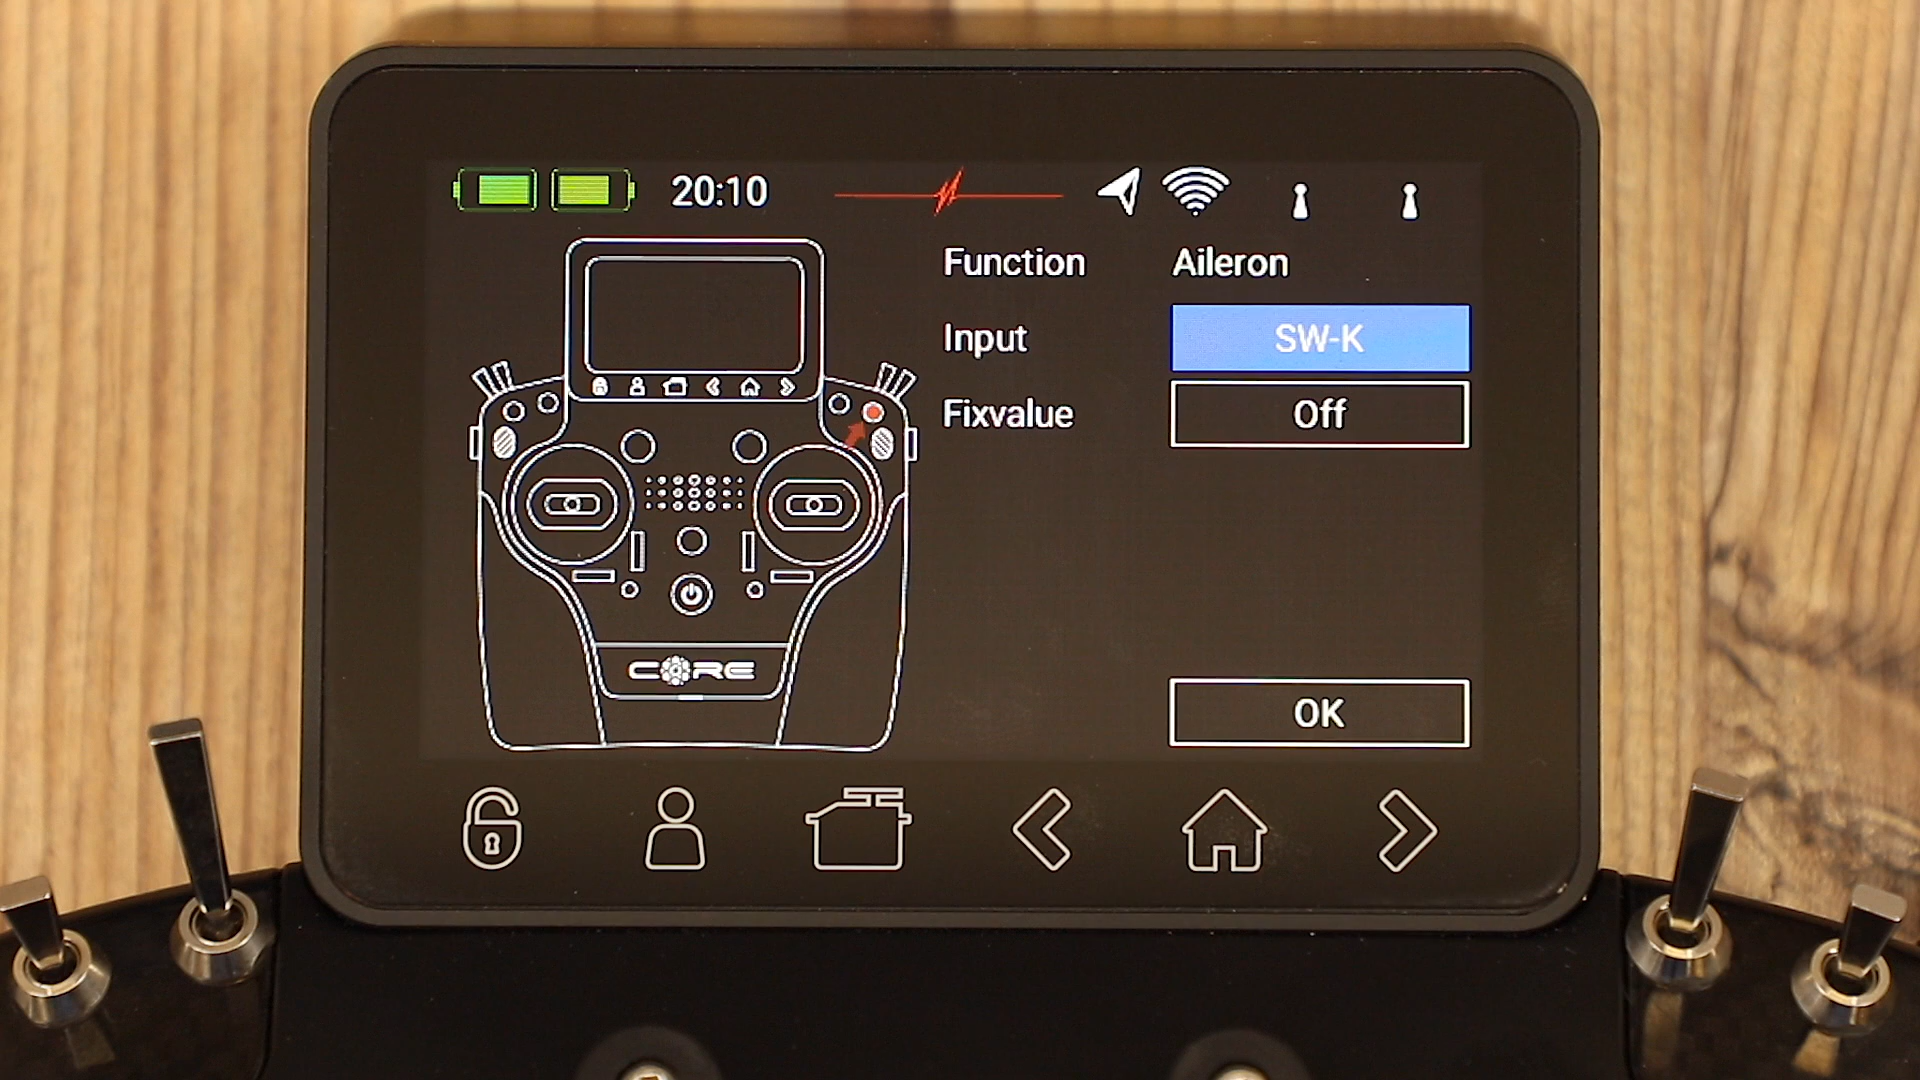 20:10
Function Aileron
Input SW-K
Fixvalue Off
CORE
OK